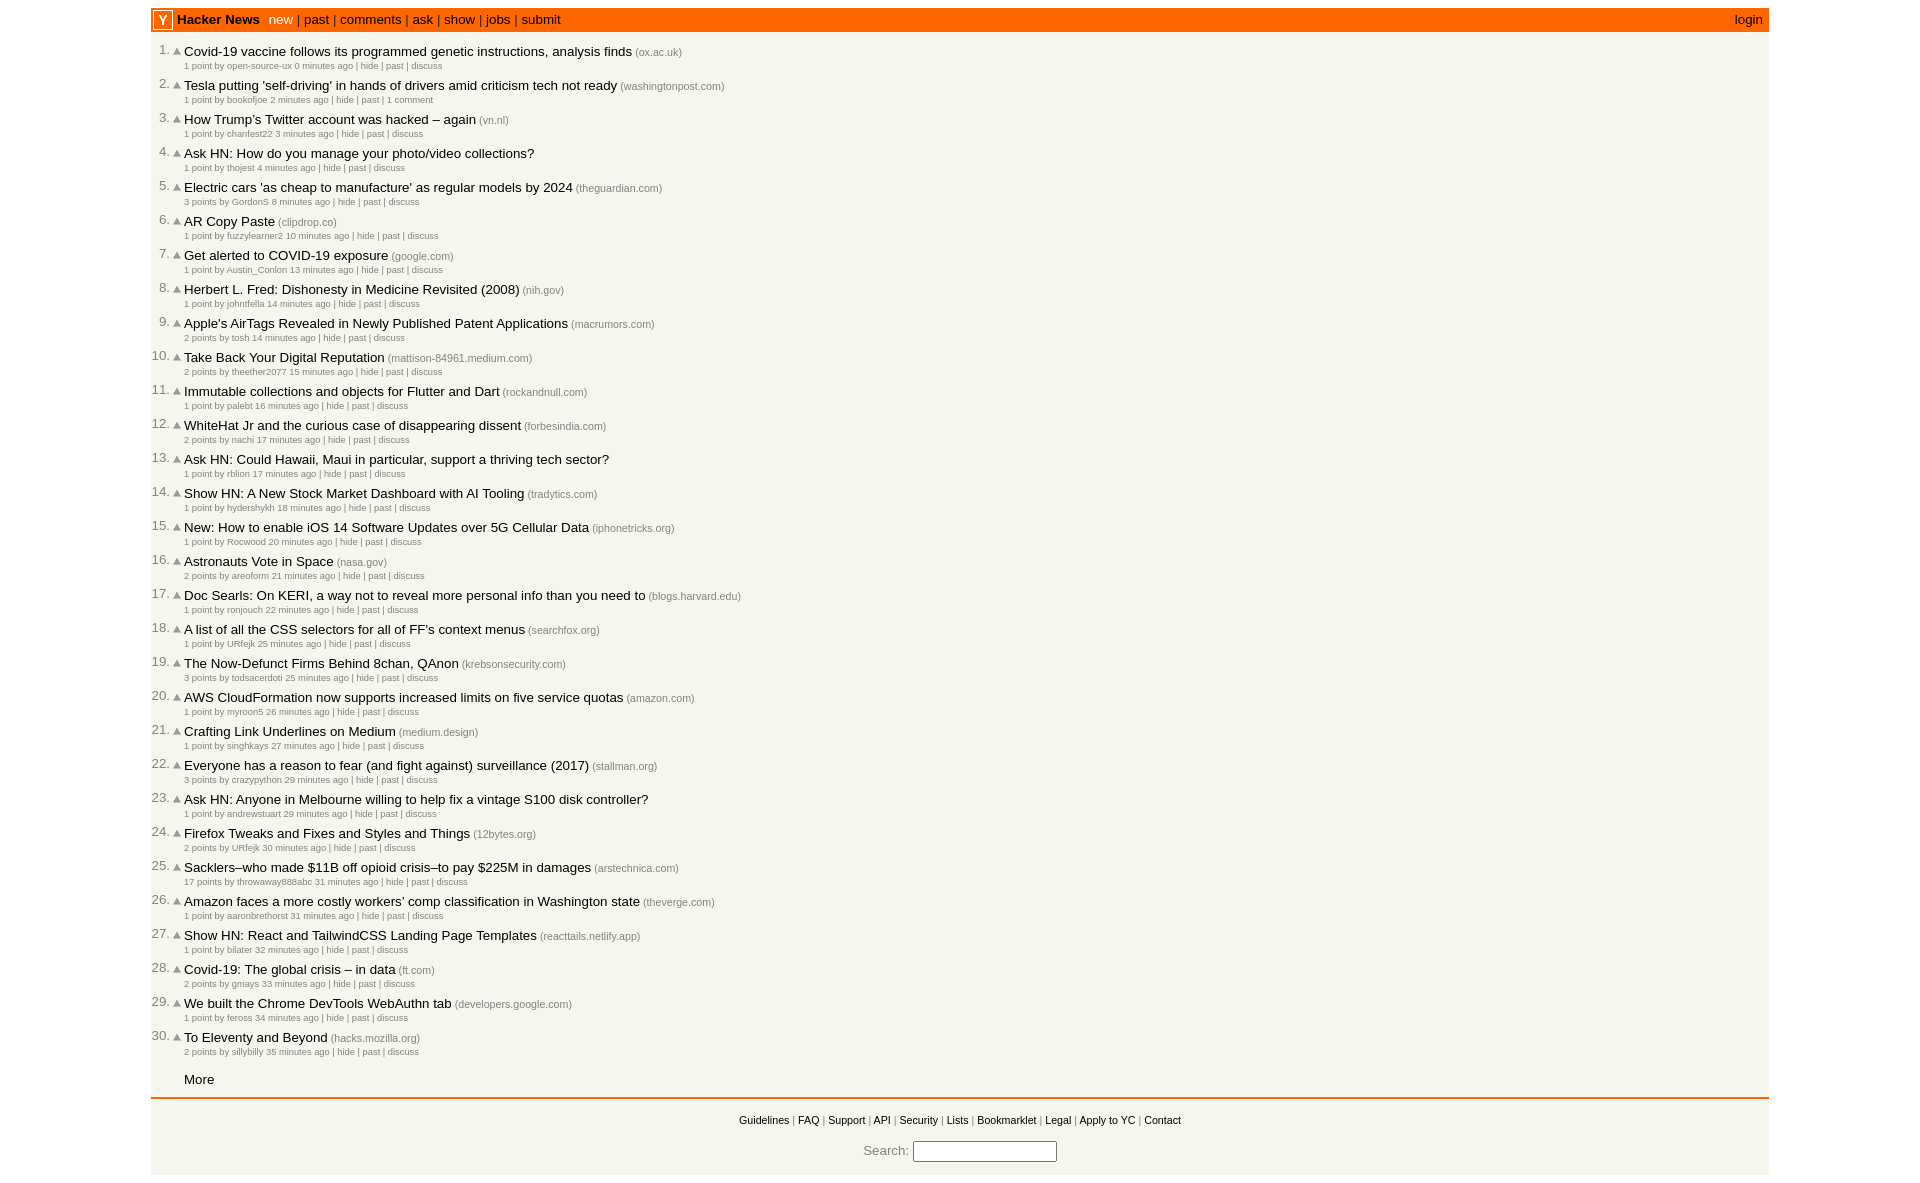 Y Hacker News new | past | comments | ask | show | jobs | submit login
1. Covid-19 vaccine follows its programmed genetic instructions, analysis finds (ox.ac.uk)
1 point by open-source-ux 0 minutes ago | hide | past | discuss
2. Tesla putting 'self-driving' in hands of drivers amid criticism tech not ready (washingtonpost.com)
1 point by bookofjoe 2 minutes ago | hide | past | 1 comment
3. How Trump’s Twitter account was hacked – again (vn.nl)
1 point by chanfest22 3 minutes ago | hide | past | discuss
4. Ask HN: How do you manage your photo/video collections?
1 point by thojest 4 minutes ago | hide | past | discuss
5. Electric cars 'as cheap to manufacture' as regular models by 2024 (theguardian.com)
3 points by GordonS 8 minutes ago | hide | past | discuss
6. AR Copy Paste (clipdrop.co)
1 point by fuzzylearner2 10 minutes ago | hide | past | discuss
7. Get alerted to COVID-19 exposure (google.com)
1 point by Austin_Conlon 13 minutes ago | hide | past | discuss
8. Herbert L. Fred: Dishonesty in Medicine Revisited (2008) (nih.gov)
1 point by johntfella 14 minutes ago | hide | past | discuss
9. Apple's AirTags Revealed in Newly Published Patent Applications (macrumors.com)
2 points by tosh 14 minutes ago | hide | past | discuss
10. Take Back Your Digital Reputation (mattison-84961.medium.com)
2 points by theether2077 15 minutes ago | hide | past | discuss
11. Immutable collections and objects for Flutter and Dart (rockandnull.com)
1 point by palebt 16 minutes ago | hide | past | discuss
12. WhiteHat Jr and the curious case of disappearing dissent (forbesindia.com)
2 points by nachi 17 minutes ago | hide | past | discuss
13. Ask HN: Could Hawaii, Maui in particular, support a thriving tech sector?
1 point by rblion 17 minutes ago | hide | past | discuss
14. Show HN: A New Stock Market Dashboard with AI Tooling (tradytics.com)
1 point by hydershykh 18 minutes ago | hide | past | discuss
15. New: How to enable iOS 14 Software Updates over 5G Cellular Data (iphonetricks.org)
1 point by Rocwood 20 minutes ago | hide | past | discuss
16. Astronauts Vote in Space (nasa.gov)
2 points by areoform 21 minutes ago | hide | past | discuss
17. Doc Searls: On KERI, a way not to reveal more personal info than you need to (blogs.harvard.edu)
1 point by ronjouch 22 minutes ago | hide | past | discuss
18. A list of all the CSS selectors for all of FF's context menus (searchfox.org)
1 point by URfejk 25 minutes ago | hide | past | discuss
19. The Now-Defunct Firms Behind 8chan, QAnon (krebsonsecurity.com)
3 points by todsacerdoti 25 minutes ago | hide | past | discuss
20. AWS CloudFormation now supports increased limits on five service quotas (amazon.com)
1 point by myroon5 26 minutes ago | hide | past | discuss
21. Crafting Link Underlines on Medium (medium.design)
1 point by singhkays 27 minutes ago | hide | past | discuss
22. Everyone has a reason to fear (and fight against) surveillance (2017) (stallman.org)
3 points by crazypython 29 minutes ago | hide | past | discuss
23. Ask HN: Anyone in Melbourne willing to help fix a vintage S100 disk controller?
1 point by andrewstuart 29 minutes ago | hide | past | discuss
24. Firefox Tweaks and Fixes and Styles and Things (12bytes.org)
2 points by URfejk 30 minutes ago | hide | past | discuss
25. Sacklers–who made $11B off opioid crisis–to pay $225M in damages (arstechnica.com)
17 points by throwaway888abc 31 minutes ago | hide | past | discuss
26. Amazon faces a more costly workers’ comp classification in Washington state (theverge.com)
1 point by aaronbrethorst 31 minutes ago | hide | past | discuss
27. Show HN: React and TailwindCSS Landing Page Templates (reacttails.netlify.app)
1 point by bilater 32 minutes ago | hide | past | discuss
28. Covid-19: The global crisis – in data (ft.com)
2 points by gmays 33 minutes ago | hide | past | discuss
29. We built the Chrome DevTools WebAuthn tab (developers.google.com)
1 point by feross 34 minutes ago | hide | past | discuss
30. To Eleventy and Beyond (hacks.mozilla.org)
2 points by sillybilly 35 minutes ago | hide | past | discuss
More
Guidelines | FAQ | Support | API | Security | Lists | Bookmarklet | Legal | Apply to YC | Contact
Search: